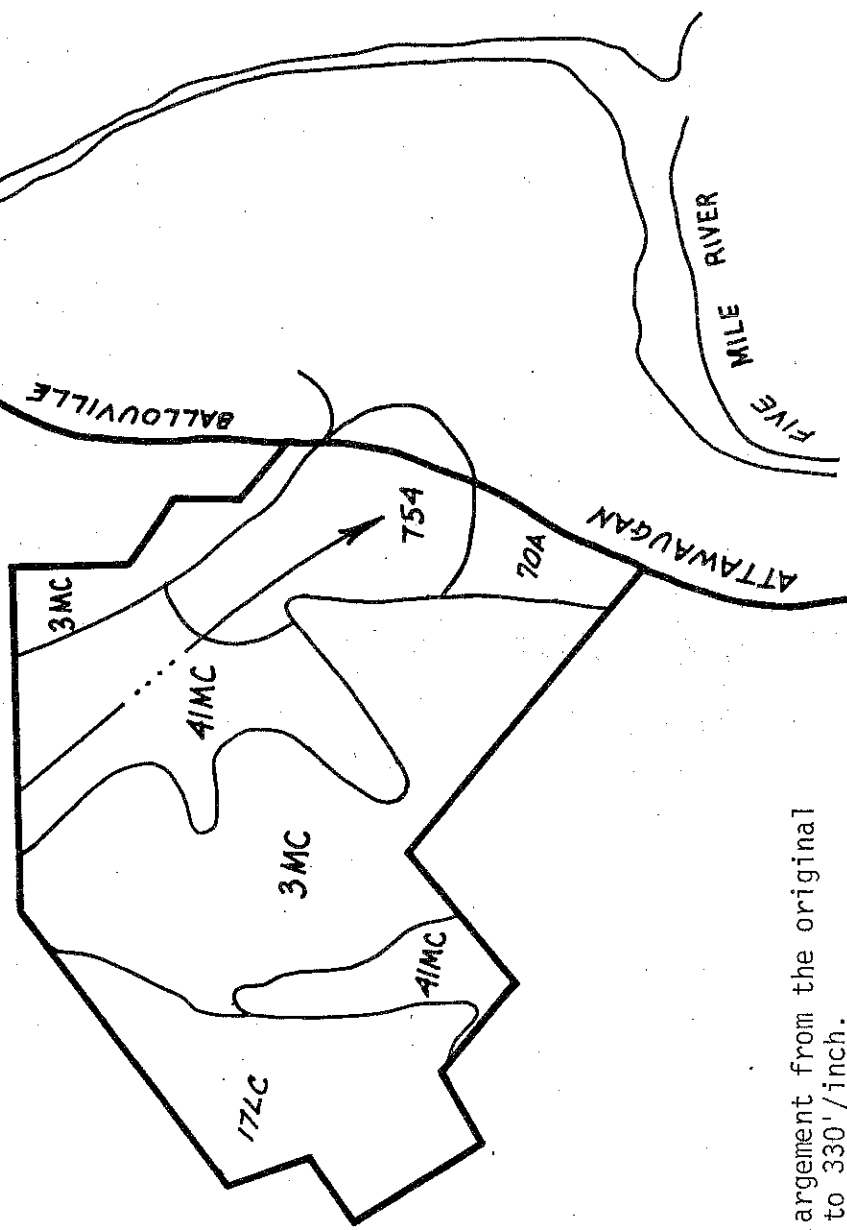 BALLOUVILLE
FIVE MILE RIVER
3MC
754
70A
ATTAWAUGAN
41MC
3MC
41MC
17LC
argement from the original
to 330'/inch.